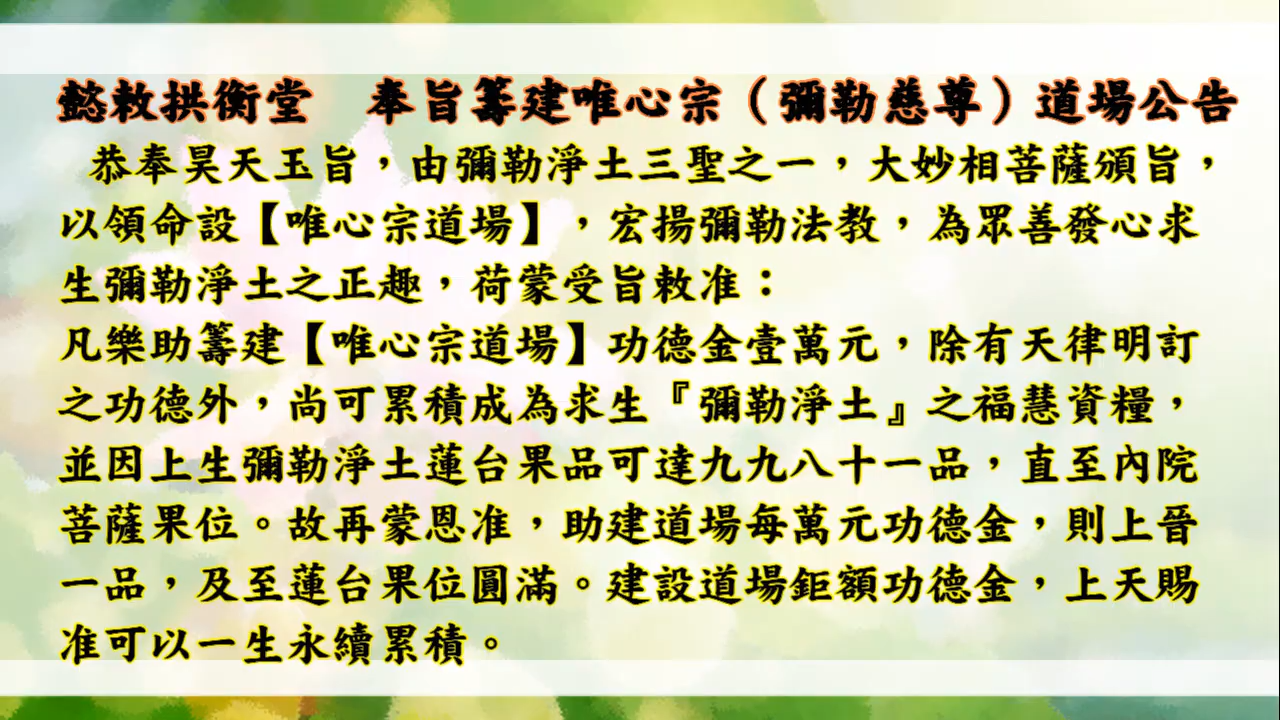 懿敕拱衡堂　奉旨籌建唯心宗（彌勒慈尊）道場公告
恭奉昊天玉旨，由彌勒淨土三聖之一，大妙相菩薩頒旨，
以領命設【唯心宗道場】，宏揚彌勒法教，為眾善發心求
生彌勒淨土之正趣，荷蒙受旨敕准：
凡樂助籌建【唯心宗道場】功德金壹萬元，除有天律明訂
之功德外，尚可累積成為求生『彌勒淨土』之福慧資糧，
並因上生彌勒淨土蓮台果品可達九九八十一品，直至內院
菩薩果位。故再蒙恩准，助建道場每萬元功德金，則上晉
一品，及至蓮台果位圓滿。建設道場鉅額功德金，上天賜
准可以一生永續累積。